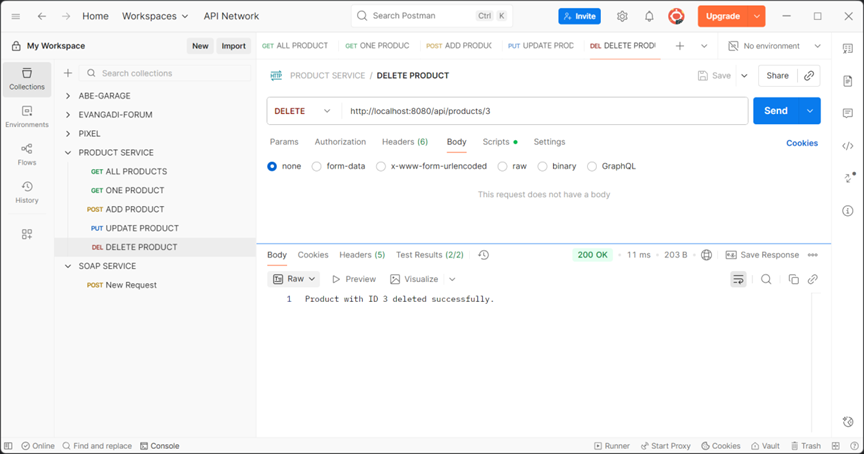 Home Workspaces API Network Search Postman Ctrl K Invite Upgrade
My Workspace New Import GET ALL PRODUCT GET ONE PRODUC POST ADD PRODUC PUT UPDATE PROD DEL DELETE PRODU No environment
Collections
Environments
Flows
History
Search collections
ABE-GARAGE
EVANGADI-FORUM
PIXEL
PRODUCT SERVICE
GET ALL PRODUCTS
GET ONE PRODUCT
POST ADD PRODUCT
PUT UPDATE PRODUCT
DEL DELETE PRODUCT
SOAP SERVICE
POST New Request
HTTP PRODUCT SERVICE / DELETE PRODUCT Save Share
DELETE http://localhost:8080/api/products/3 Send
Params Authorization Headers (6) Body Scripts Settings Cookies
none form-data x-www-form-urlencoded raw binary GraphQL
This request does not have a body
Body Cookies Headers (5) Test Results (2/2) 200 OK 11 ms 203 B Save Response
Raw Preview Visualize
1 Product with ID 3 deleted successfully.
Online Find and replace Console Runner Start Proxy Cookies Vault Trash